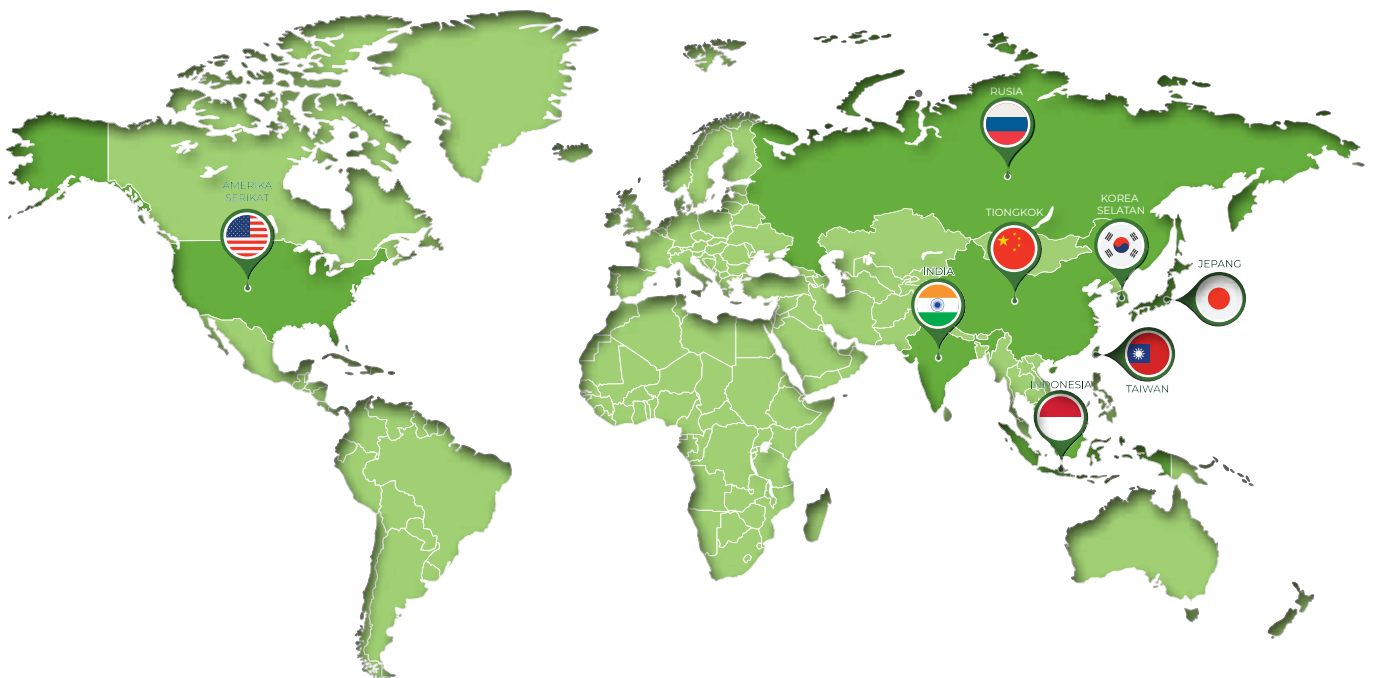 RUSIA
AMERIKA
SERIKAT
TIONGKOK
KOREA
SELATAN
INDIA
JEPANG
INDONESIA
TAIWAN